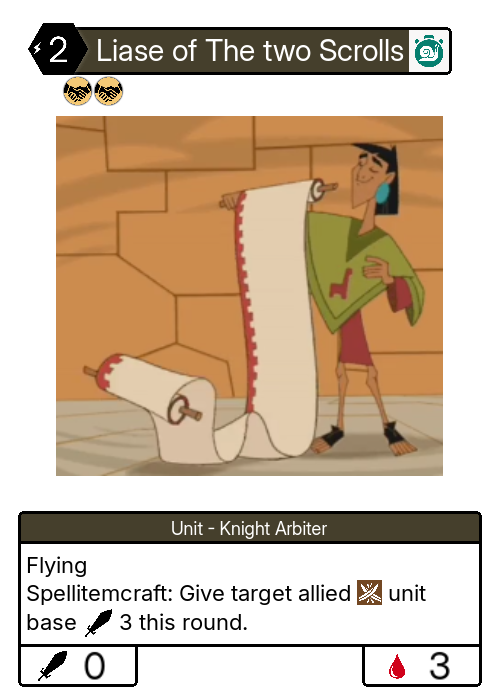 2 Liase of The two Scrolls
Unit - Knight Arbiter
Flying
Spellitemcraft: Give target allied unit
base 3 this round.
0 3